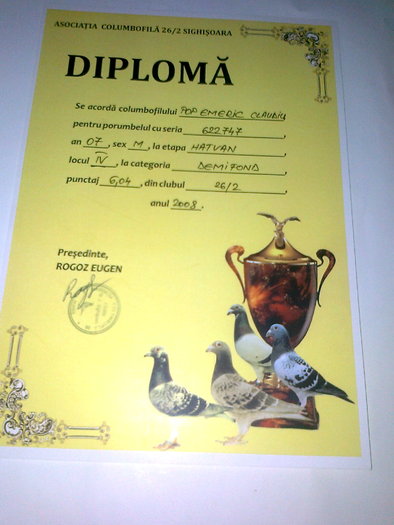 ASOCIAȚIA COLUMBOFILĂ 26/2 SIGHIȘOARA
DIPLOMĂ
Se acordă columbofilului POP EMERIC CLAUDIU
pentru porumbelul cu seria 622747,
an 07, sex M, la etapa HATVAN,
locul IV, la categoria DEMIFOND,
punctaj 6,04, din clubul 26/2,
anul 2008.
Președinte,
ROGOZ EUGEN